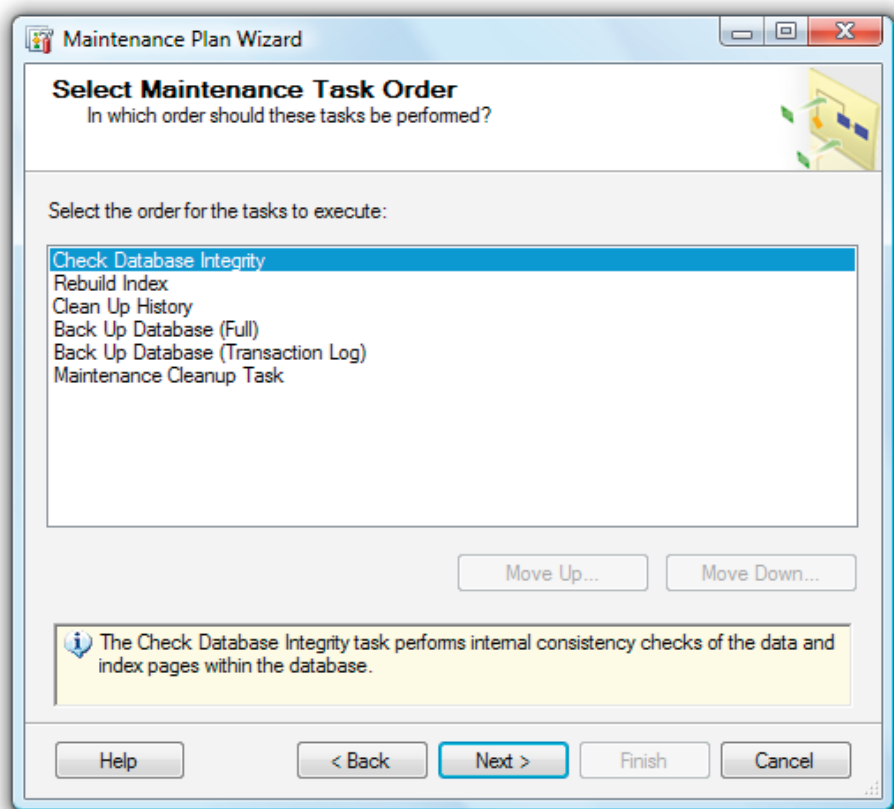 Maintenance Plan Wizard
Select Maintenance Task Order
In which order should these tasks be performed?
Select the order for the tasks to execute:
Check Database Integrity
Rebuild Index
Clean Up History
Back Up Database (Full)
Back Up Database (Transaction Log)
Maintenance Cleanup Task
Move Up... Move Down...
The Check Database Integrity task performs internal consistency checks of the data and
index pages within the database.
Help < Back Next > Finish Cancel